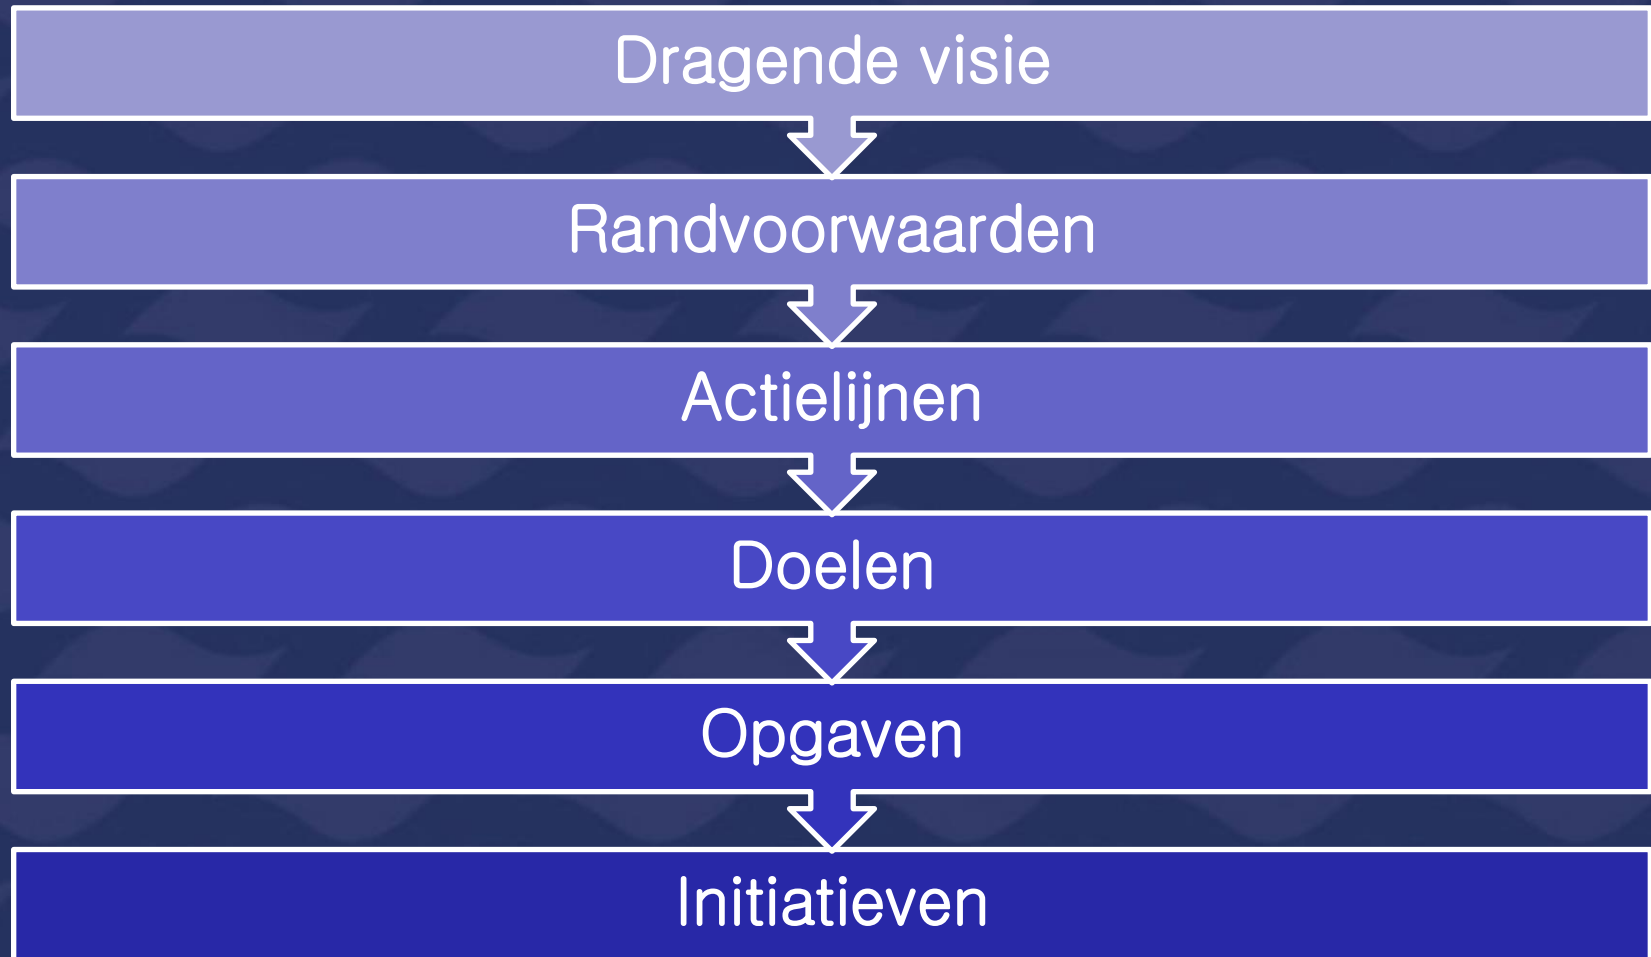 Dragende visie
Randvoorwaarden
Actielijnen
Doelen
Opgaven
Initiatieven